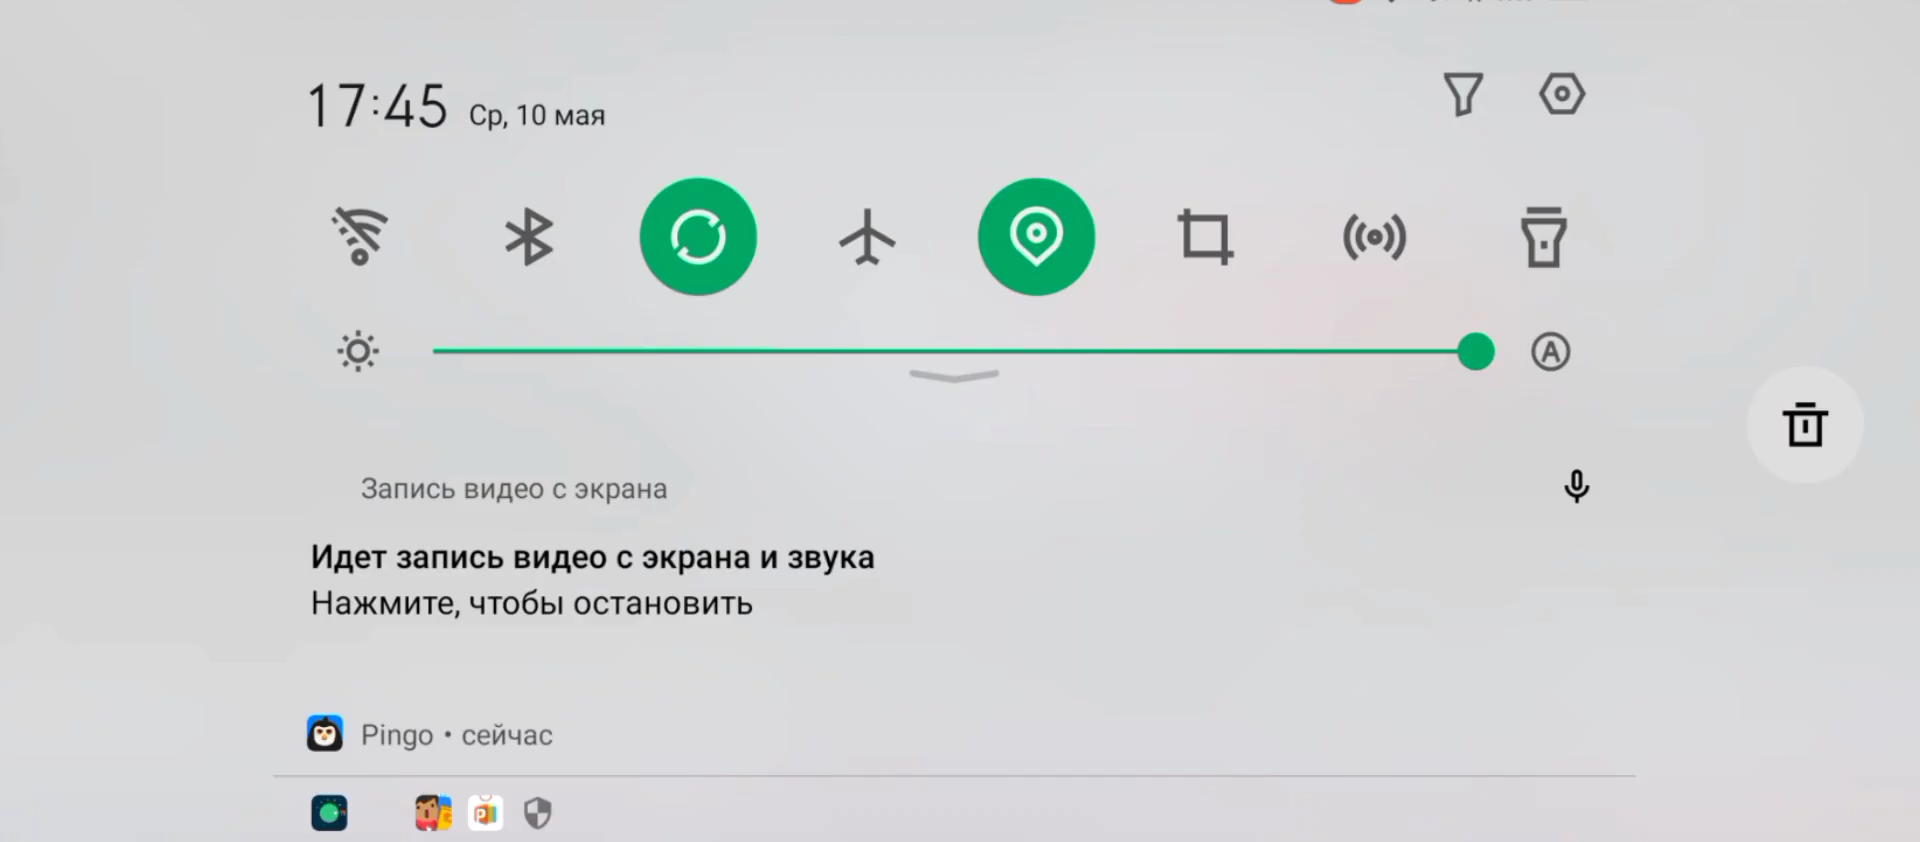 17:45 Ср, 10 мая
Запись видео с экрана
Идет запись видео с экрана и звука
Нажмите, чтобы остановить
Pingo • сейчас